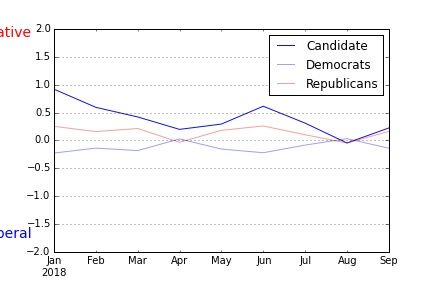 ative
2.0
1.5
1.0
0.5
0.0
−0.5
−1.0
−1.5
−2.0
beral
Candidate
Democrats
Republicans
Jan Feb Mar Apr May Jun Jul Aug Sep
2018